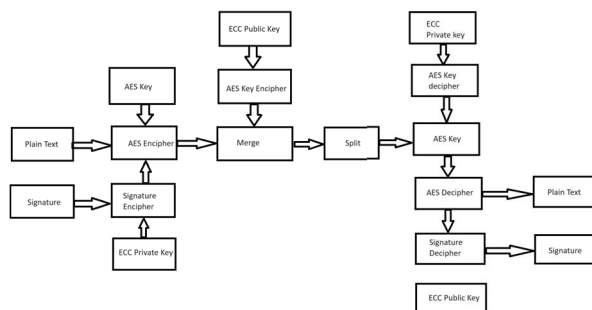 ECC Public Key
ECC
Private key
AES Key
AES Key Encipher
AES Key
decipher
Plain Text
AES Encipher
Merge
Split
AES Key
Signature
Signature
Encipher
AES Decipher
Plain Text
ECC Private Key
Signature
Decipher
Signature
ECC Public Key